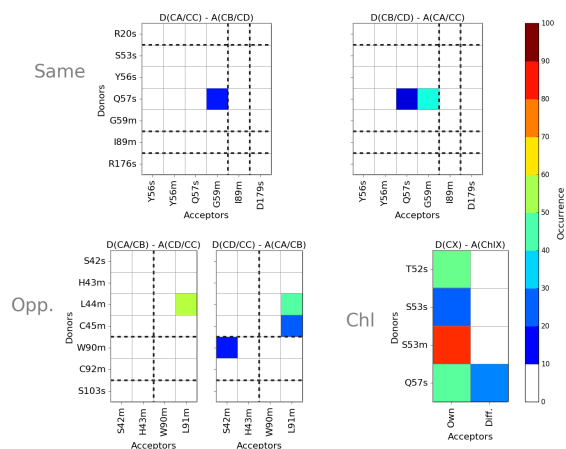 D(CA/CC) - A(CB/CD)
D(CB/CD) - A(CA/CC)
Same
Donors
R20s
S53s
Y56s
Q57s
G59m
I89m
R176s
Y56s
Y56m
Q57s
G59m
I89m
D179s
Acceptors
Y56s
Y56m
Q57s
G59m
I89m
D179s
Acceptors
100
90
80
70
60
50
40
30
20
10
0
Occurrence
D(CA/CB) - A(CD/CC)
D(CD/CC) - A(CA/CB)
D(CX) - A(ChlX)
Opp.
Donors
S42s
H43m
L44m
C45m
W90m
C92m
S103s
S42m
H43m
W90m
L91m
Acceptors
Donors
S42m
H43m
W90m
L91m
Acceptors
Chl
Donors
T52s
S53s
S53m
Q57s
Own
Diff.
Acceptors